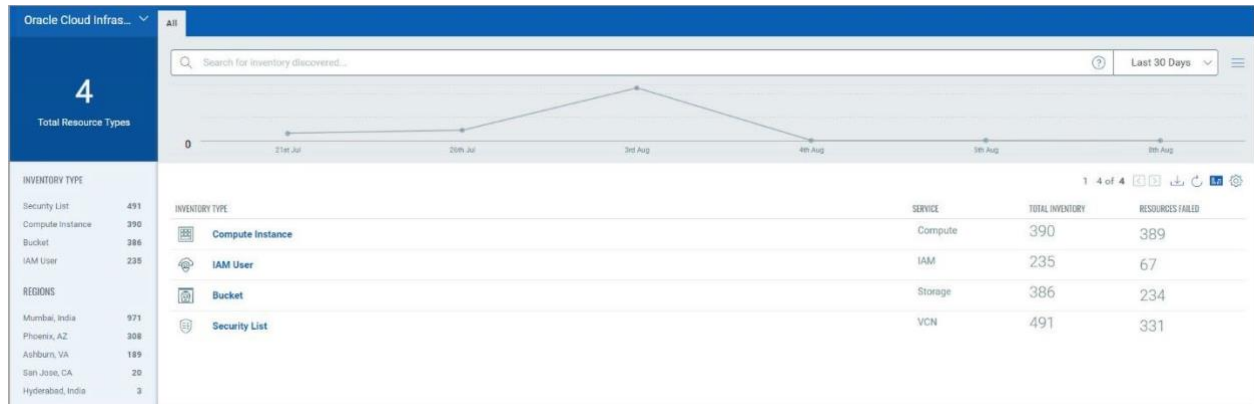 Oracle Cloud Infras...
All
4
Total Resource Types
Search for inventory discovered...
Last 30 Days
0
21st Jul
28th Jul
3rd Aug
4th Aug
5th Aug
8th Aug
1 4 of 4
INVENTORY TYPE
Security List 491
Compute Instance 390
Bucket 386
IAM User 235
REGIONS
Mumbai, India 971
Phoenix, AZ 308
Ashburn, VA 189
San Jose, CA 20
Hyderabad, India 3
INVENTORY TYPE SERVICE TOTAL INVENTORY RESOURCES FAILED
Compute Instance Compute 390 389
IAM User IAM 235 67
Bucket Storage 386 234
Security List VCN 491 331